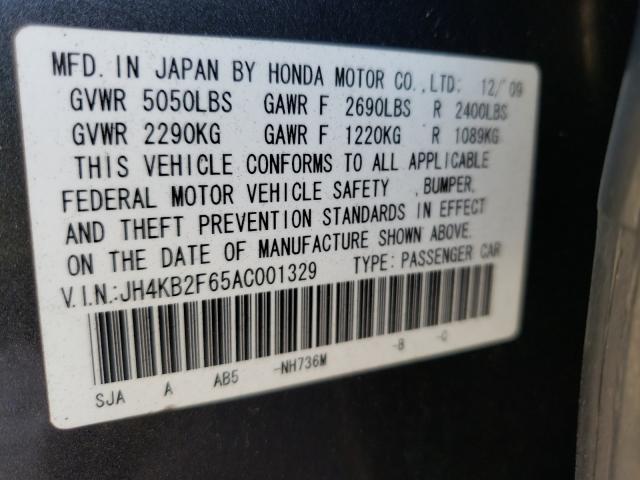 MFD. IN JAPAN BY HONDA MOTOR CO.,LTD: 12/09
GVWR 5050LBS GAWR F 2690LBS R 2400LBS
GVWR 2290KG GAWR F 1220KG R 1089KG
THIS VEHICLE CONFORMS TO ALL APPLICABLE
FEDERAL MOTOR VEHICLE SAFETY ,BUMPER,
AND THEFT PREVENTION STANDARDS IN EFFECT
ON THE DATE OF MANUFACTURE SHOWN ABOVE.
V.I.N.:JH4KB2F65AC001329 TYPE:PASSENGER CAR
SJA A AB5 -NH736M -B -C